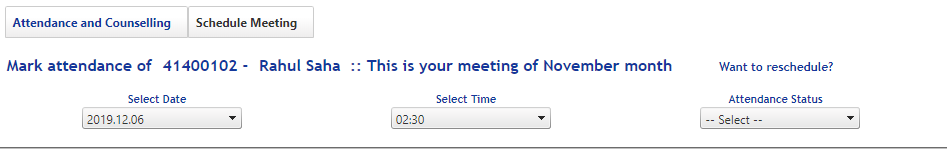 Attendance and Counselling Schedule Meeting
Mark attendance of 41400102 - Rahul Saha :: This is your meeting of November month Want to reschedule?
Select Date Select Time Attendance Status
2019.12.06 02:30 -- Select --